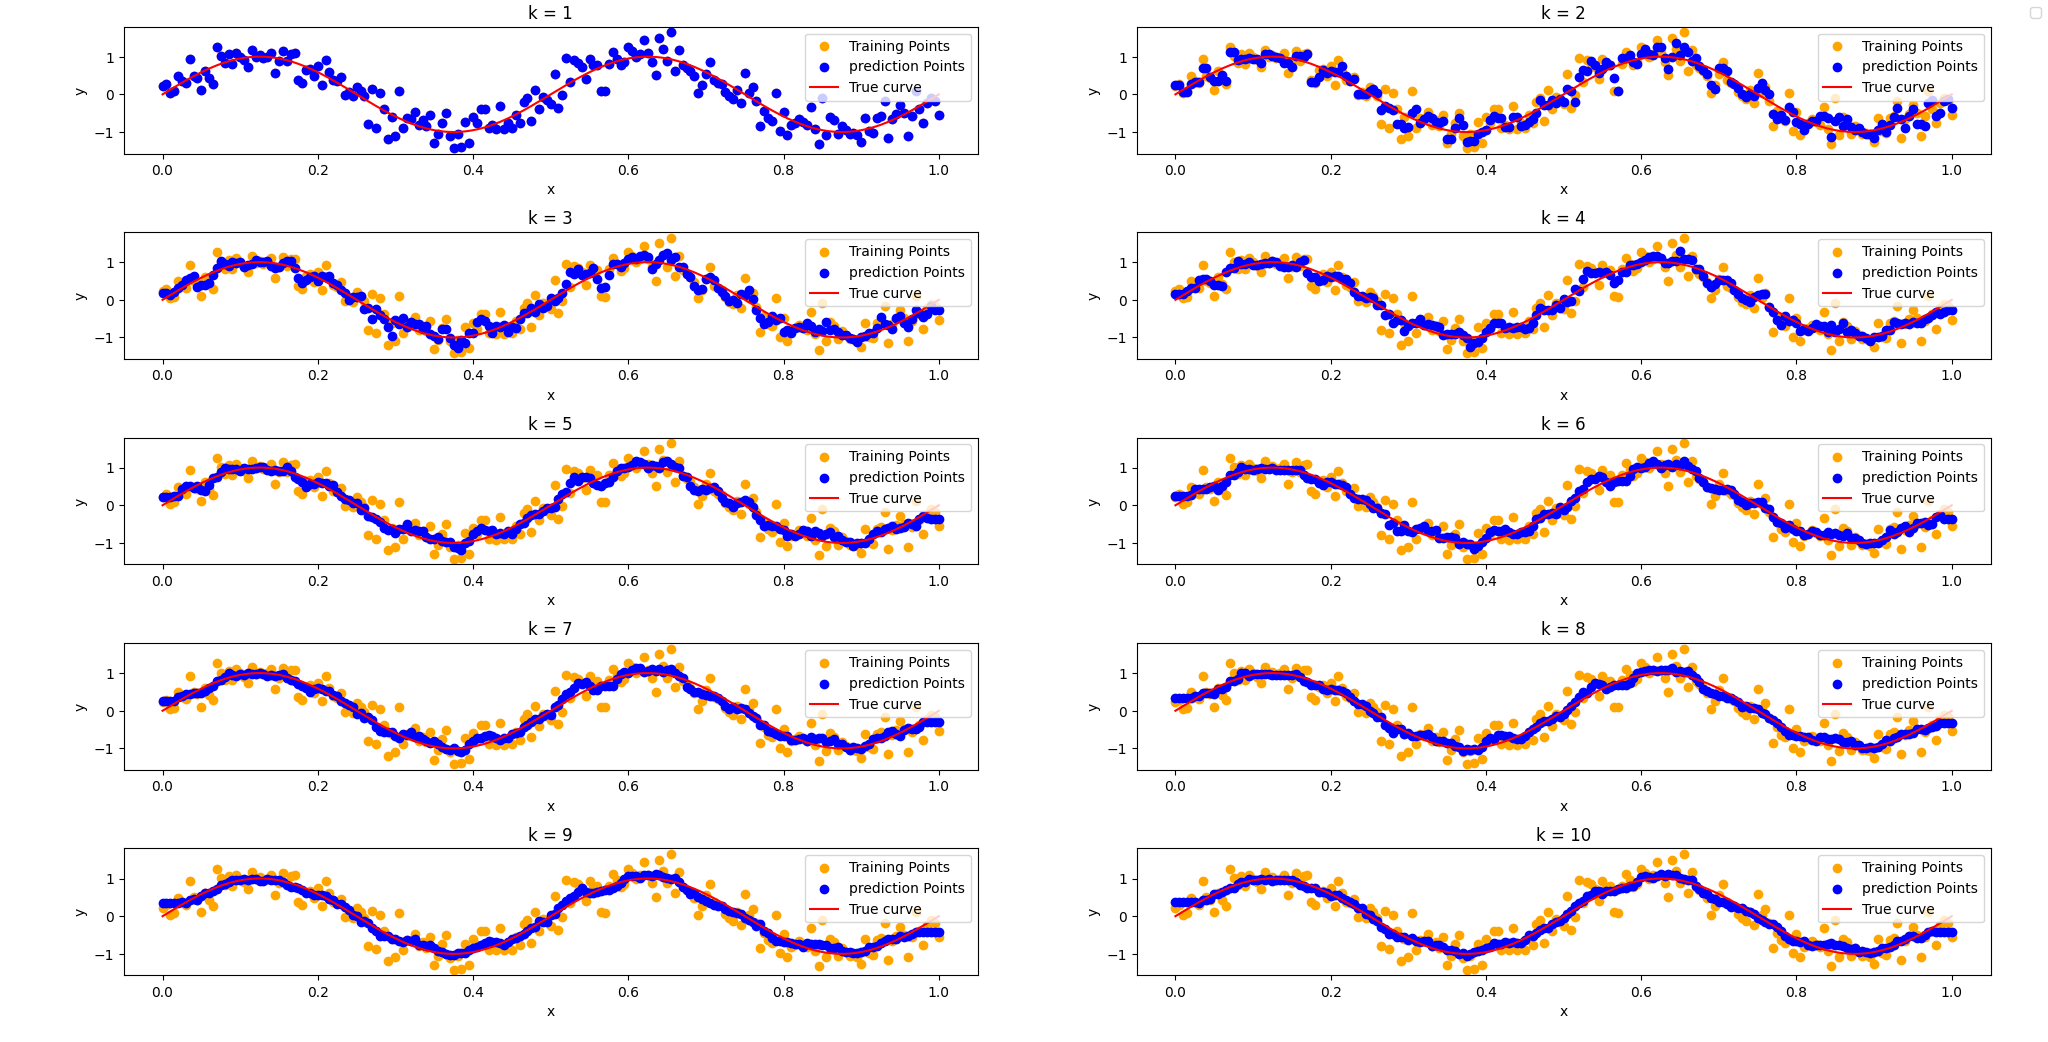 k = 1
Training Points
prediction Points
True curve
1
0
−1
y
0.0 0.2 0.4 0.6 0.8 1.0
x
k = 2
Training Points
prediction Points
True curve
1
0
−1
y
0.0 0.2 0.4 0.6 0.8 1.0
x
k = 3
Training Points
prediction Points
True curve
1
0
−1
y
0.0 0.2 0.4 0.6 0.8 1.0
x
k = 4
Training Points
prediction Points
True curve
1
0
−1
y
0.0 0.2 0.4 0.6 0.8 1.0
x
k = 5
Training Points
prediction Points
True curve
1
0
−1
y
0.0 0.2 0.4 0.6 0.8 1.0
x
k = 6
Training Points
prediction Points
True curve
1
0
−1
y
0.0 0.2 0.4 0.6 0.8 1.0
x
k = 7
Training Points
prediction Points
True curve
1
0
−1
y
0.0 0.2 0.4 0.6 0.8 1.0
x
k = 8
Training Points
prediction Points
True curve
1
0
−1
y
0.0 0.2 0.4 0.6 0.8 1.0
x
k = 9
Training Points
prediction Points
True curve
1
0
−1
y
0.0 0.2 0.4 0.6 0.8 1.0
x
k = 10
Training Points
prediction Points
True curve
1
0
−1
y
0.0 0.2 0.4 0.6 0.8 1.0
x